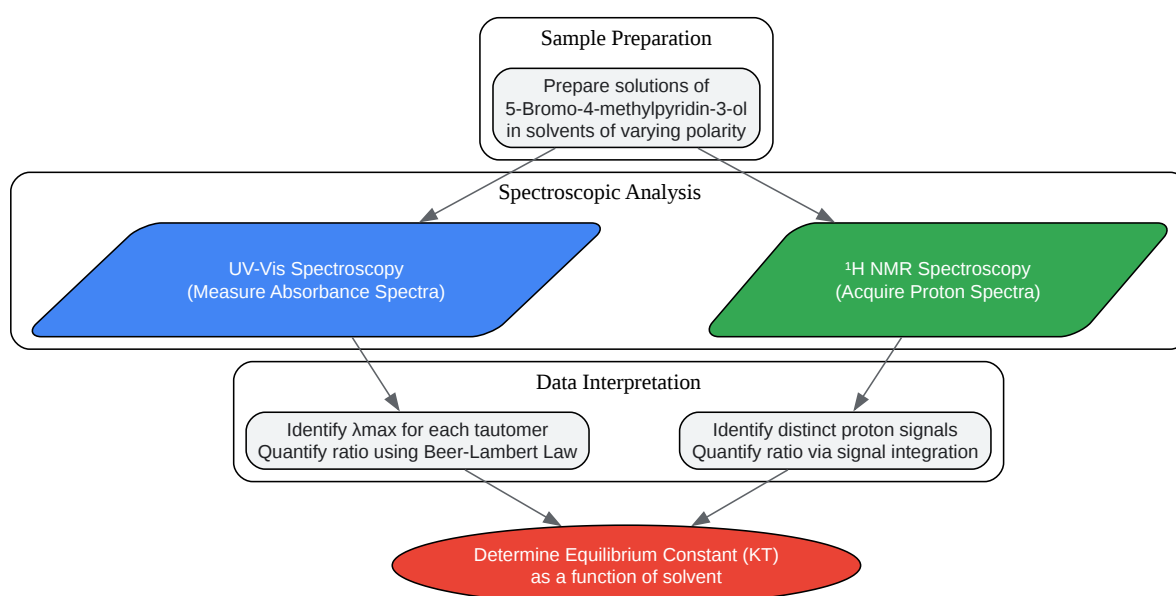 Sample Preparation
Prepare solutions of
5-Bromo-4-methylpyridin-3-ol
in solvents of varying polarity
Spectroscopic Analysis
UV-Vis Spectroscopy
(Measure Absorbance Spectra)
¹H NMR Spectroscopy
(Acquire Proton Spectra)
Data Interpretation
Identify λmax for each tautomer
Quantify ratio using Beer-Lambert Law
Identify distinct proton signals
Quantify ratio via signal integration
Determine Equilibrium Constant (KT)
as a function of solvent